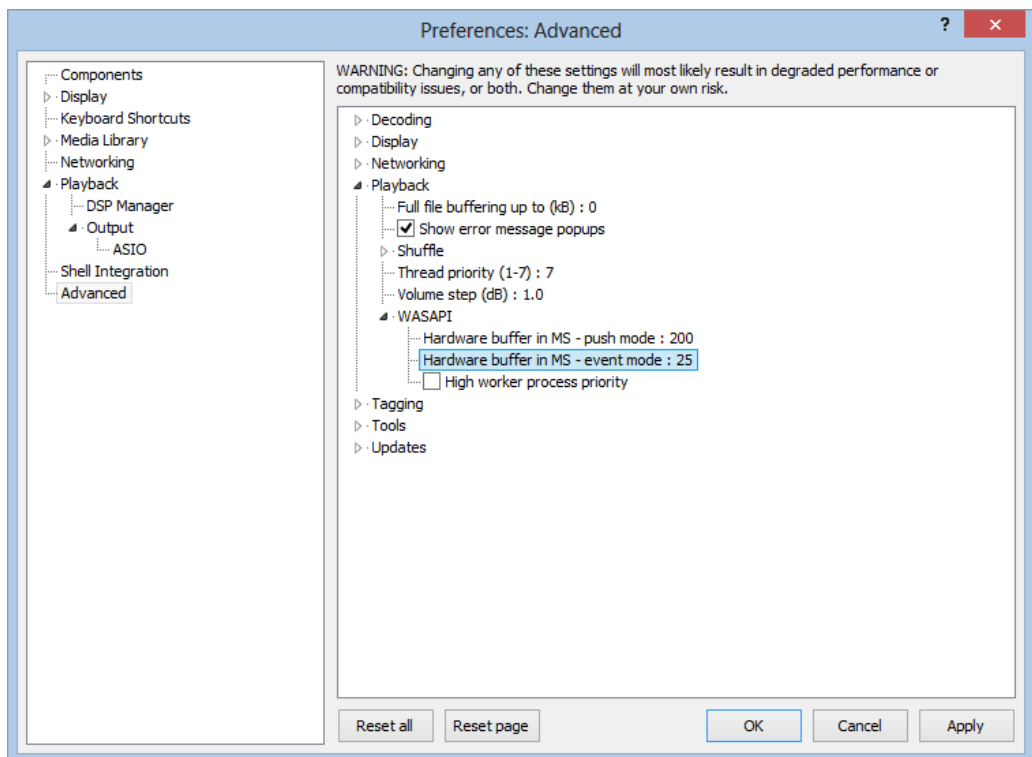 Preferences: Advanced
?
Components
Display
Keyboard Shortcuts
Media Library
Networking
Playback
DSP Manager
Output
ASIO
Shell Integration
Advanced
WARNING: Changing any of these settings will most likely result in degraded performance or
compatibility issues, or both. Change them at your own risk.
Decoding
Display
Networking
Playback
Full file buffering up to (kB) : 0
Show error message popups
Shuffle
Thread priority (1-7) : 7
Volume step (dB) : 1.0
WASAPI
Hardware buffer in MS - push mode : 200
Hardware buffer in MS - event mode : 25
High worker process priority
Tagging
Tools
Updates
Reset all
Reset page
OK
Cancel
Apply